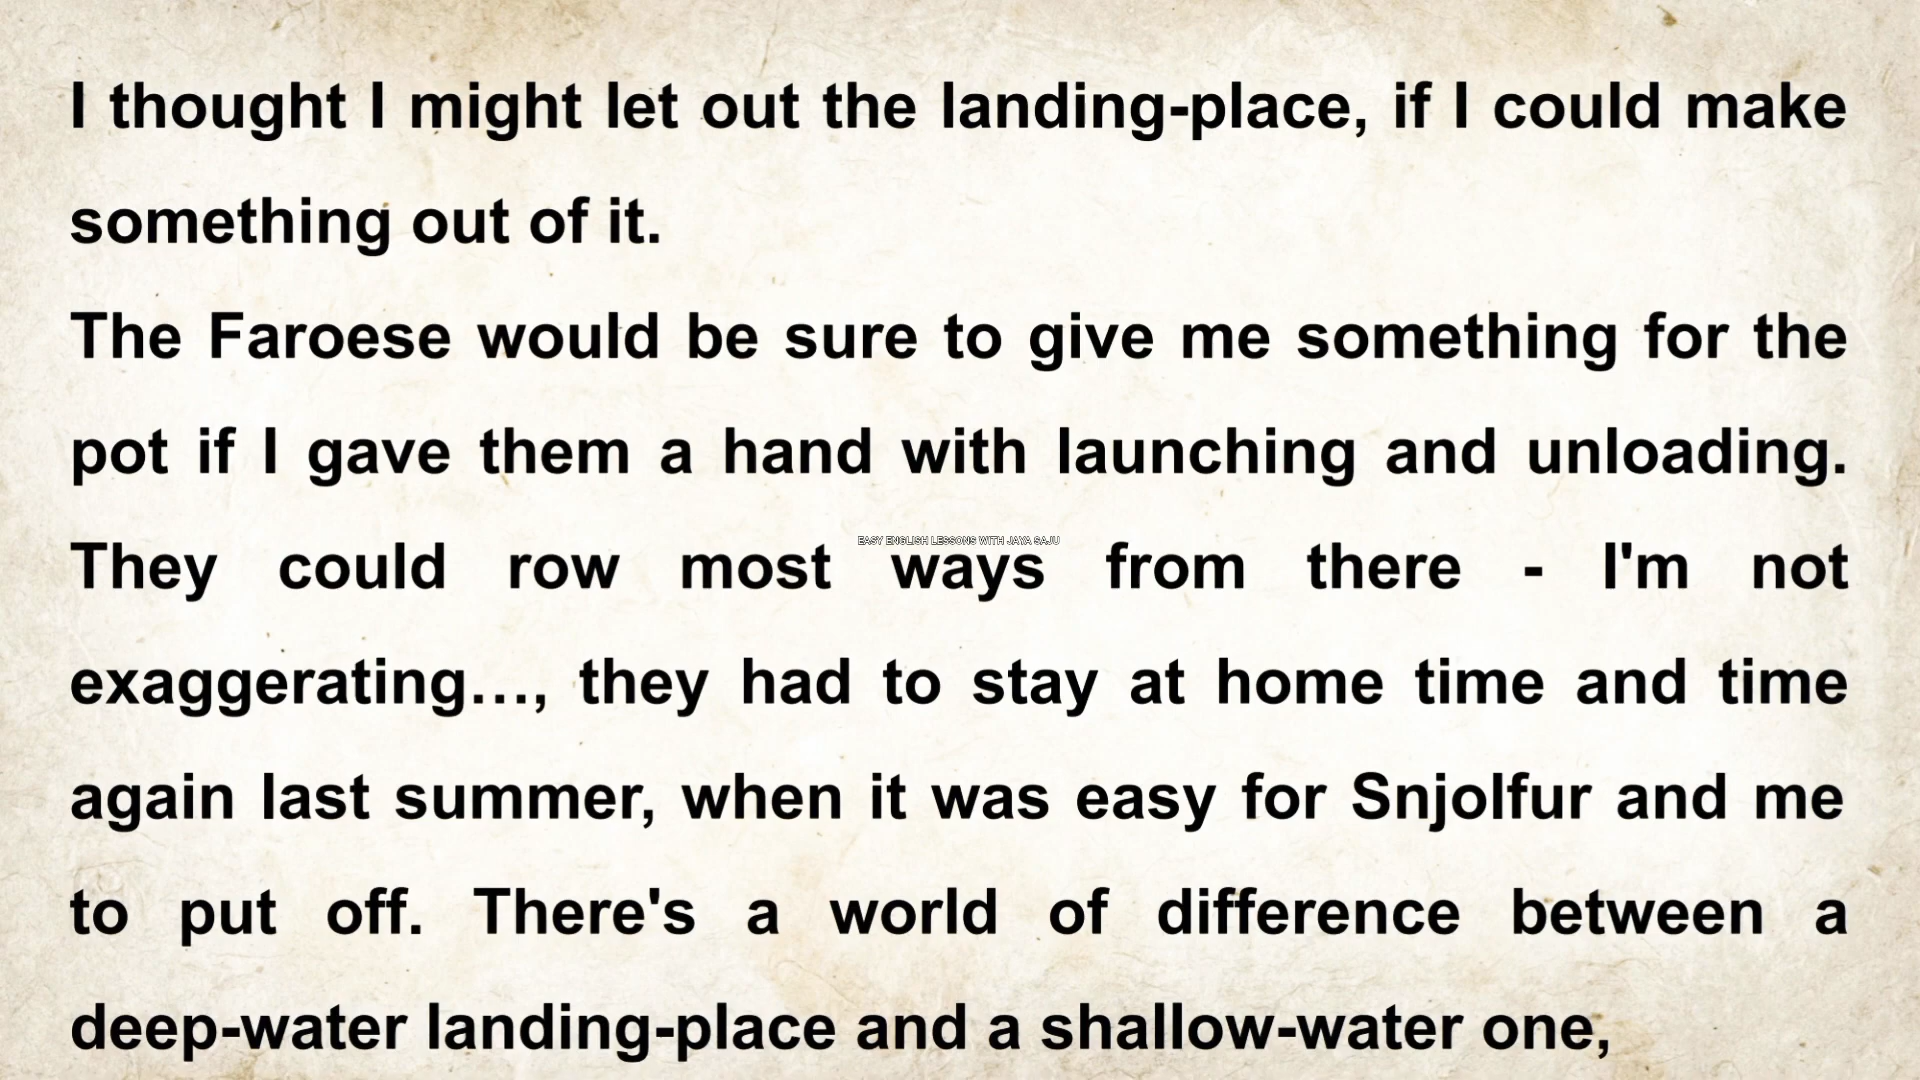 I thought I might let out the landing-place, if I could make
something out of it.
The Faroese would be sure to give me something for the
pot if I gave them a hand with launching and unloading.
EASY ENGLISH LESSONS WITH JAYA SAJU
They could row most ways from there - I'm not
exaggerating..., they had to stay at home time and time
again last summer, when it was easy for Snjolfur and me
to put off. There's a world of difference between a
deep-water landing-place and a shallow-water one,